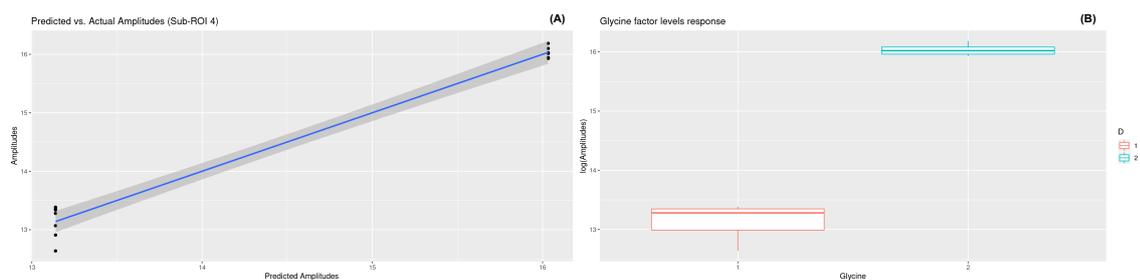 Predicted vs. Actual Amplitudes (Sub-ROI 4)
(A)
16
15
14
13
Amplitudes
13
14
15
16
Predicted Amplitudes
Glycine factor levels response
(B)
16
15
14
13
log(Amplitudes)
1
2
Glycine
D
1
2